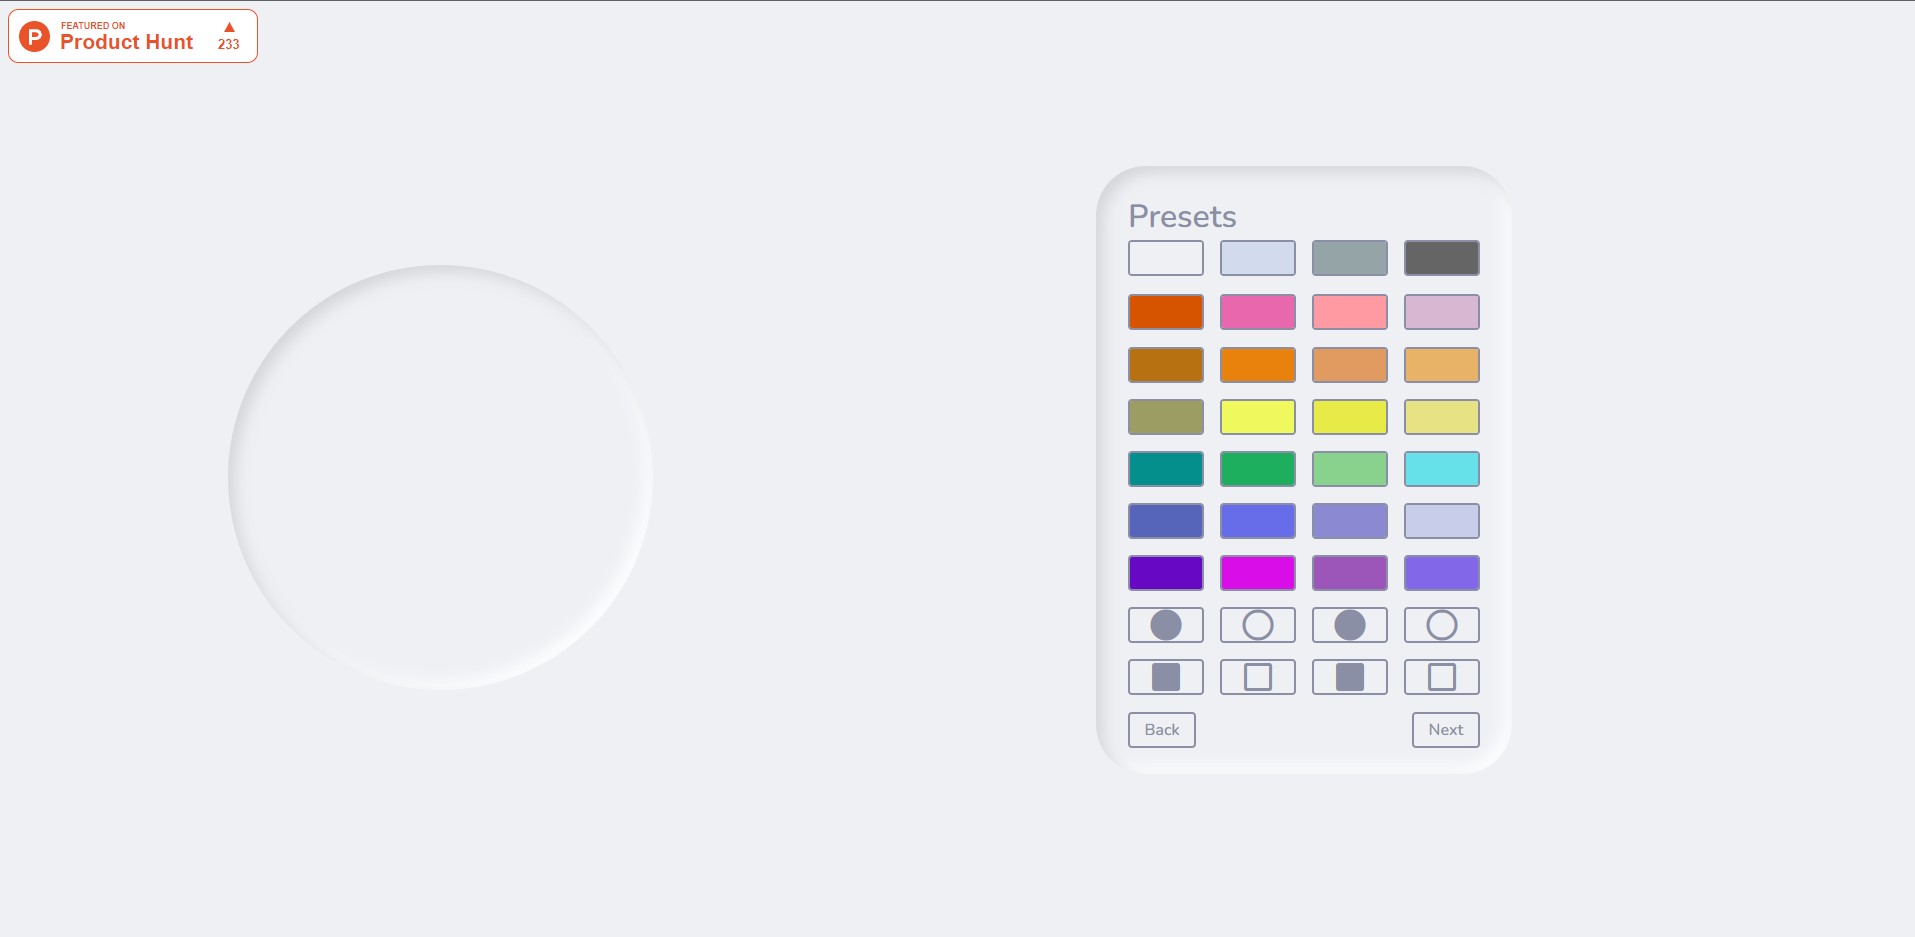 FEATURED ON
Product Hunt
233
Presets
Back
Next